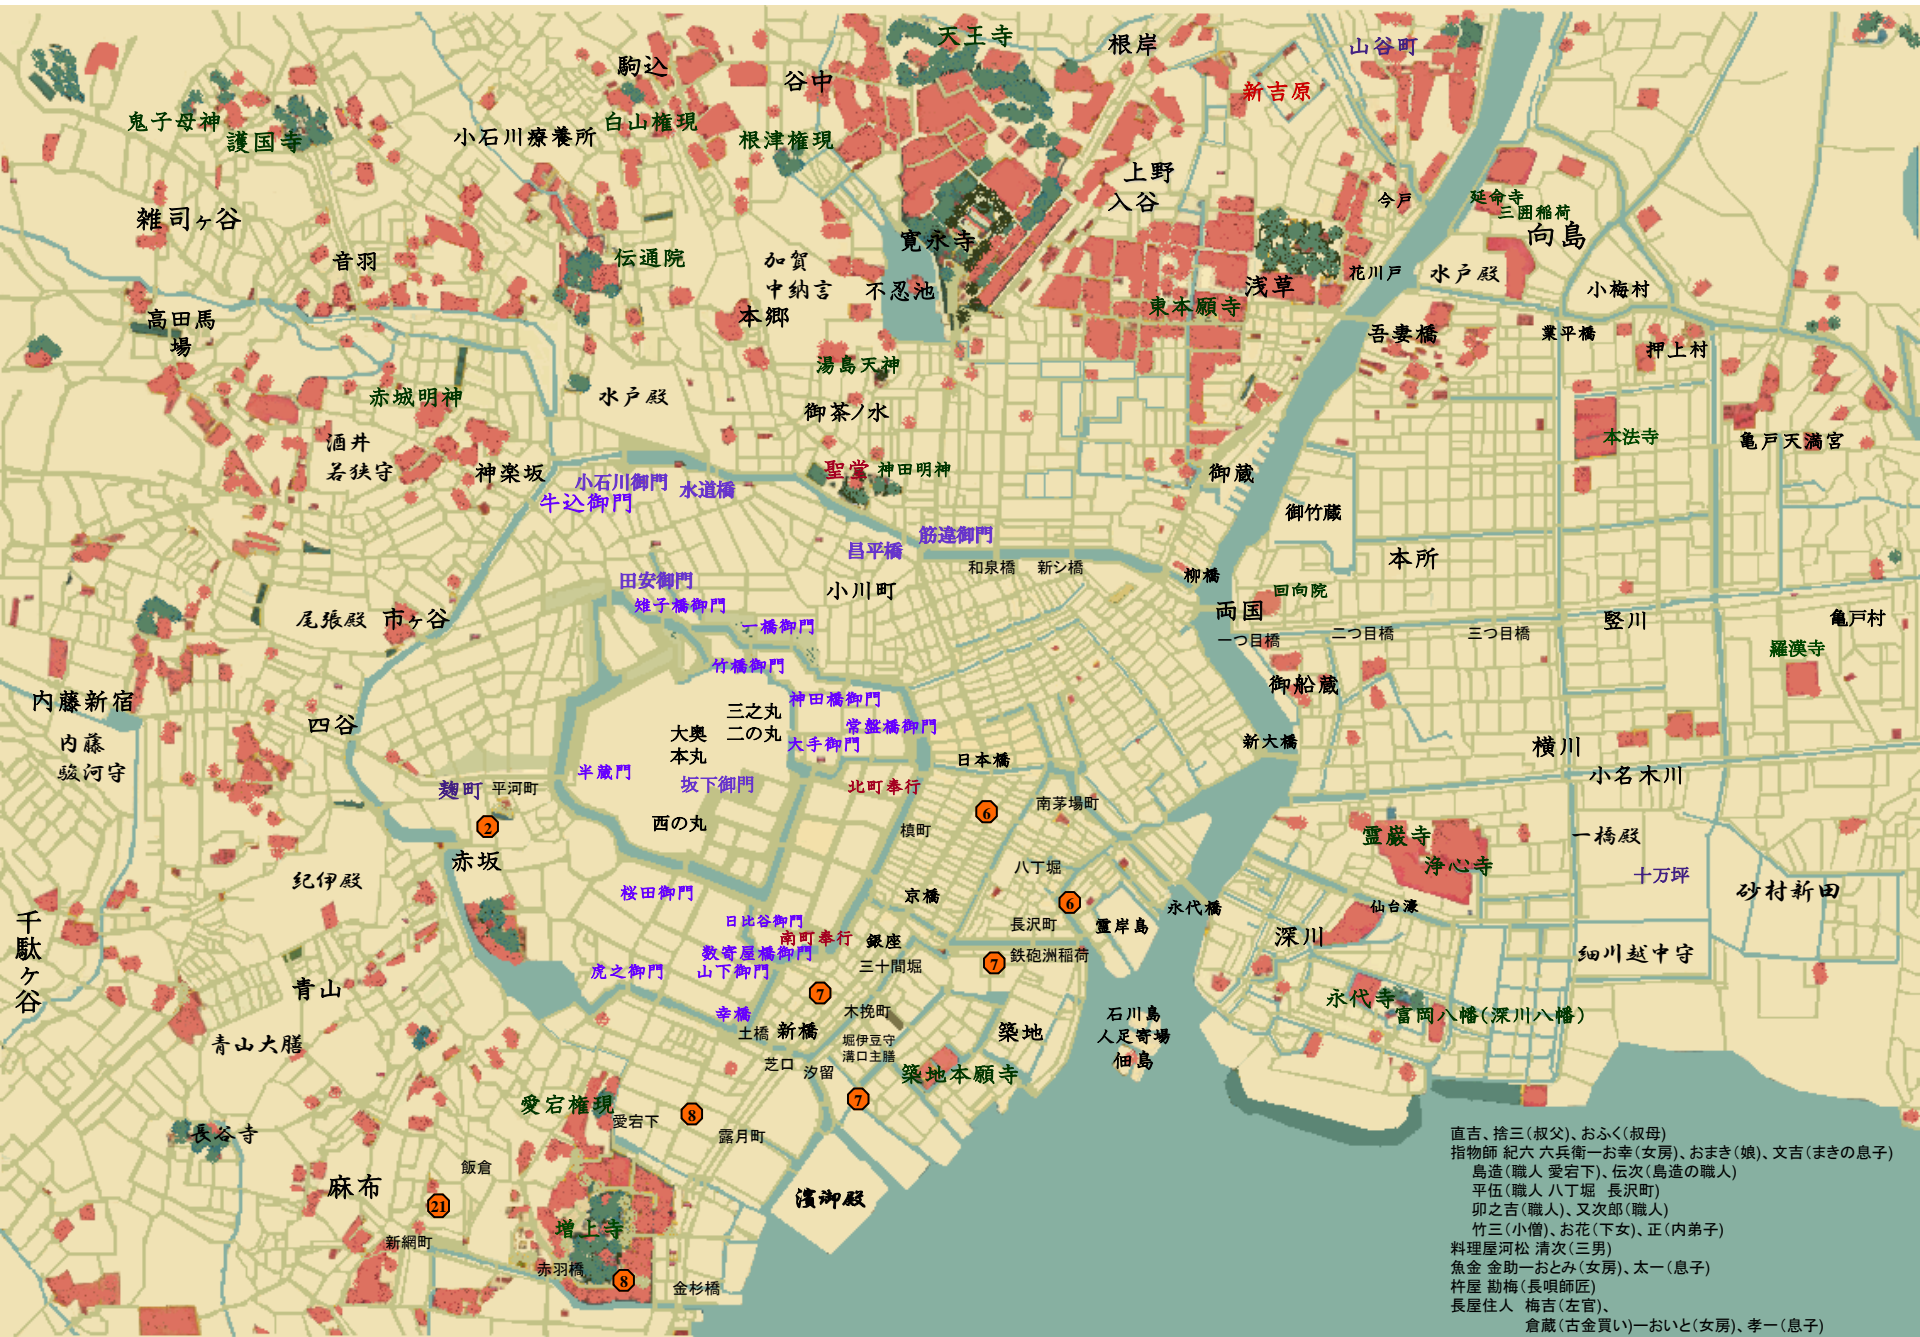 天王寺
根岸
山谷町
駒込
谷中
新吉原
鬼子母神
護国寺
小石川療養所
白山権現
根津権現
上野
入谷
今戸
延命寺
三囲稲荷
向島
雑司ヶ谷
音羽
伝通院
加賀
中納言
本郷
寛永寺
不忍池
浅草
東本願寺
花川戸
水戸殿
小梅村
高田馬
場
湯島天神
吾妻橋
業平橋
押上村
赤城明神
水戸殿
御茶ノ水
酒井
若狭守
神楽坂
小石川御門
牛込御門
水道橋
聖堂
神田明神
御蔵
本法寺
亀戸天満宮
御竹蔵
昌平橋
筋違御門
和泉橋
新シ橋
柳橋
本所
田安御門
雉子橋御門
小川町
一橋御門
両国
回向院
一つ目橋
二つ目橋
三つ目橋
竪川
亀戸村
羅漢寺
尾張殿
市ヶ谷
竹橋御門
御船蔵
内藤新宿
内藤
駿河守
四谷
神田橋御門
三之丸
二の丸
大奥
本丸
常盤橋御門
大手御門
日本橋
新大橋
横川
小名木川
半蔵門
坂下御門
北町奉行
麹町
平河町
2
西の丸
槙町
6
南茅場町
霊巌寺
浄心寺
一橋殿
十万坪
砂村新田
赤坂
紀伊殿
桜田御門
八丁堀
京橋
6
永代橋
仙台濠
千駄ヶ谷
日比谷御門
南町奉行
銀座
長沢町
霊岸島
深川
数寄屋橋御門
三十間堀
7
鉄砲洲稲荷
細川越中守
虎之御門
山下御門
青山
7
木挽町
永代寺
富岡八幡(深川八幡)
幸橋
土橋
新橋
築地
石川島
人足寄場
佃島
青山大膳
堀伊豆守
溝口主膳
芝口
汐留
築地本願寺
愛宕権現
愛宕下
8
7
露月町
長谷寺
飯倉
麻布
21
濱御殿
増上寺
新網町
赤羽橋
8
金杉橋
直吉、捨三(叔父)、おふく(叔母)
指物師 紀六 六兵衛―お幸(女房)、おまき(娘)、文吉(まきの息子)
島造(職人 愛宕下)、伝次(島造の職人)
平伍(職人 八丁堀 長沢町)
卯之吉(職人)、又次郎(職人)
竹三(小僧)、お花(下女)、正(内弟子)
料理屋河松 清次(三男)
魚金 金助―おとみ(女房)、太一(息子)
杵屋 勘梅(長唄師匠)
長屋住人 梅吉(左官)、
倉蔵(古金買い)―おいと(女房)、孝一(息子)